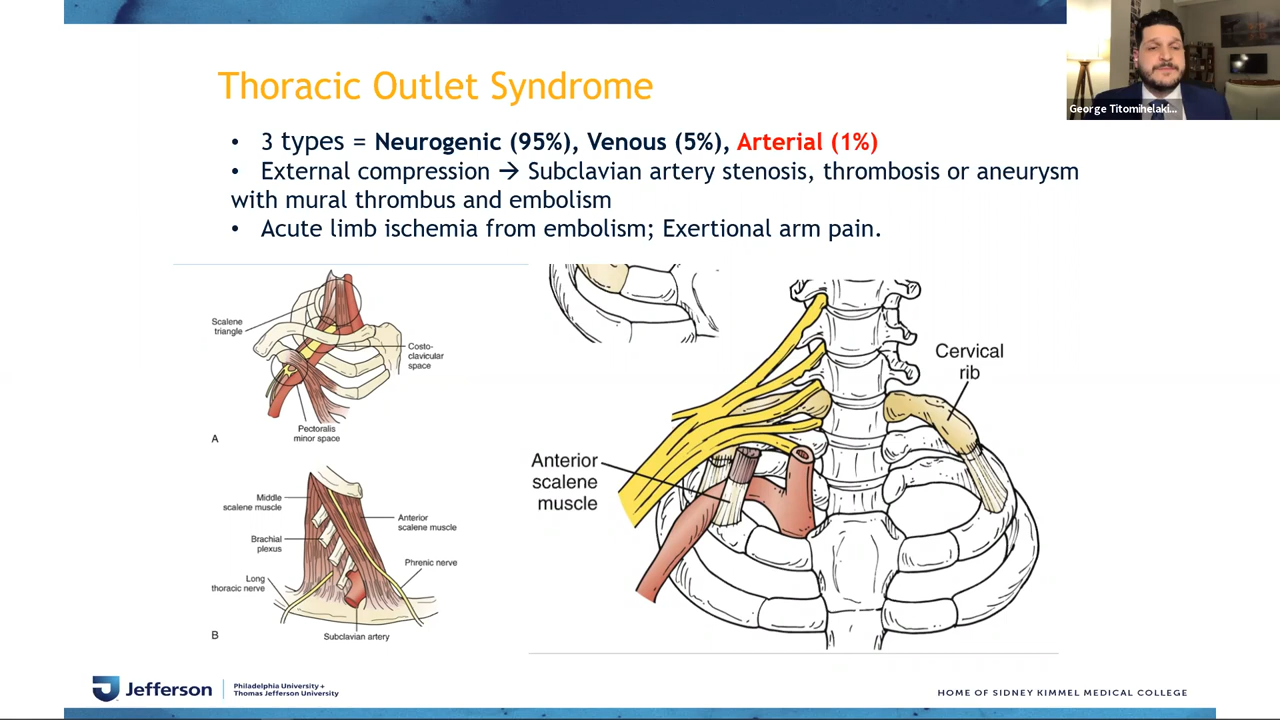 George Titomihelaki...
Thoracic Outlet Syndrome
• 3 types = Neurogenic (95%), Venous (5%), Arterial (1%)
• External compression → Subclavian artery stenosis, thrombosis or aneurysm
with mural thrombus and embolism
• Acute limb ischemia from embolism; Exertional arm pain.
Scalene
triangle
Costo-
clavicular
space
Pectoralis
minor space
A
Middle
scalene muscle
Brachial
plexus
Long
thoracic nerve
Anterior
scalene muscle
Phrenic nerve
Subclavian artery
B
Cervical
rib
Anterior
scalene
muscle
Jefferson
Philadelphia University +
Thomas Jefferson University
HOME OF SIDNEY KIMMEL MEDICAL COLLEGE